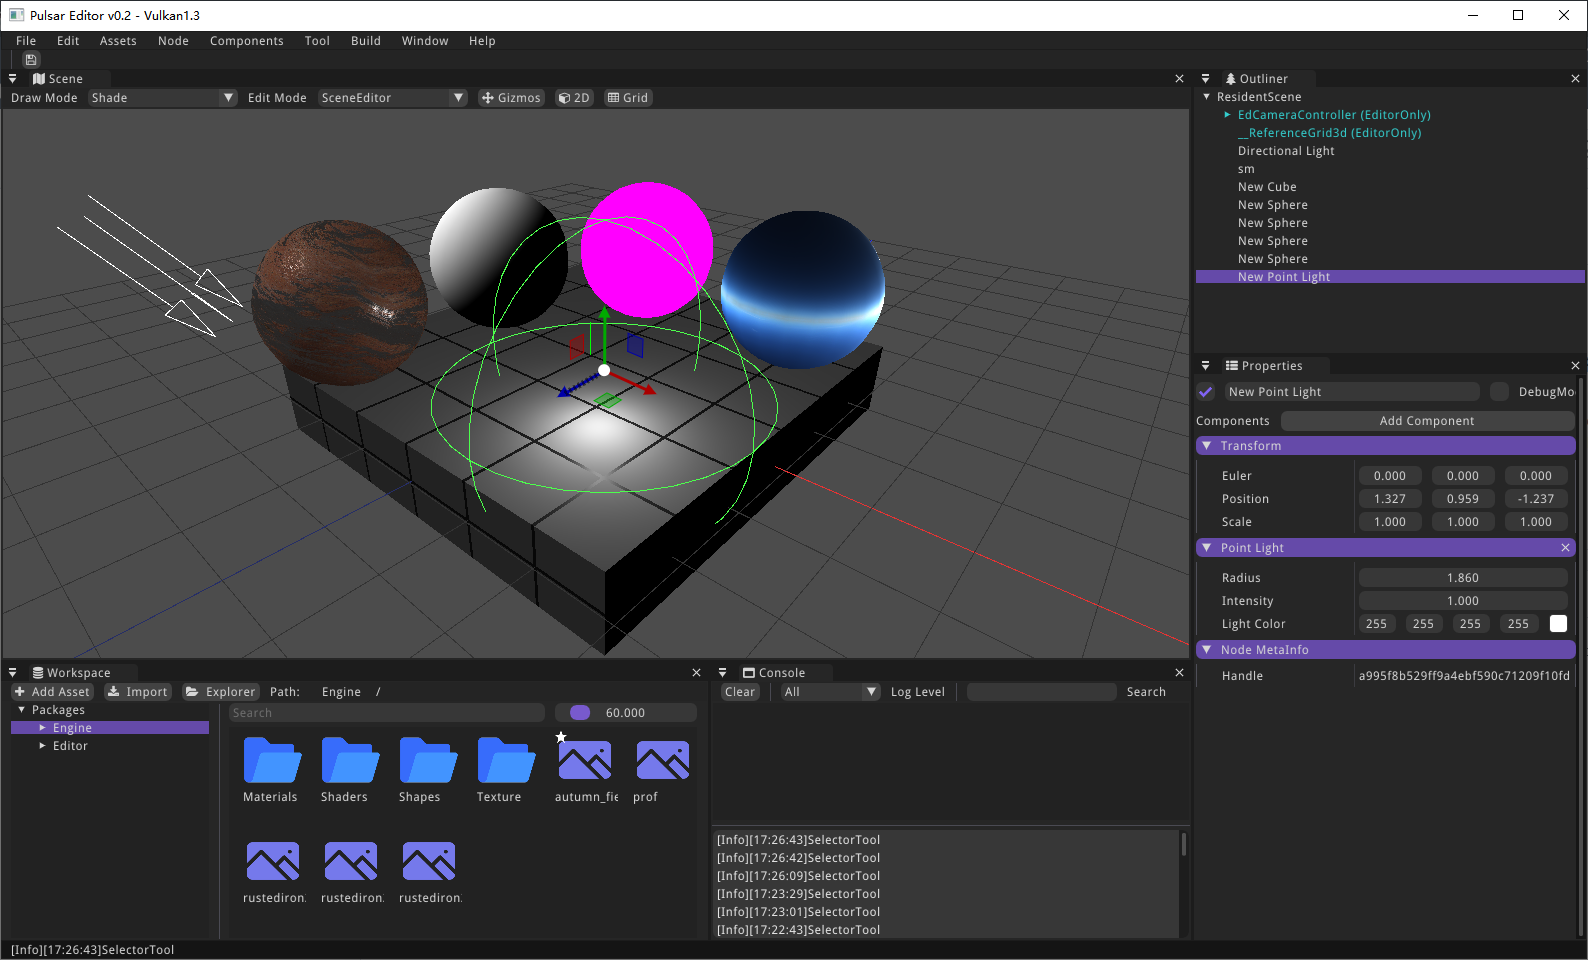 Pulsar Editor v0.2 - Vulkan1.3
File Edit Assets Node Components Tool Build Window Help
Scene
Draw Mode Shade Edit Mode SceneEditor Gizmos 2D Grid
Outliner
ResidentScene
EdCameraController (EditorOnly)
__ReferenceGrid3d (EditorOnly)
Directional Light
sm
New Cube
New Sphere
New Sphere
New Sphere
New Sphere
New Point Light
Properties
New Point Light DebugMo
Components Add Component
Transform
Euler 0.000 0.000 0.000
Position 1.327 0.959 -1.237
Scale 1.000 1.000 1.000
Point Light
Radius 1.860
Intensity 1.000
Light Color 255 255 255 255
Node MetaInfo
Handle a995f8b529ff9a4ebf590c71209f10fd
Workspace
Add Asset Import Explorer Path: Engine /
Packages
Engine
Editor
Search 60.000
Materials Shaders Shapes Texture autumn_fie prof
rustediron. rustediron. rustediron.
Console
Clear All Log Level Search
[Info][17:26:43]SelectorTool
[Info][17:26:42]SelectorTool
[Info][17:26:09]SelectorTool
[Info][17:23:29]SelectorTool
[Info][17:23:01]SelectorTool
[Info][17:22:43]SelectorTool
[Info][17:26:43]SelectorTool